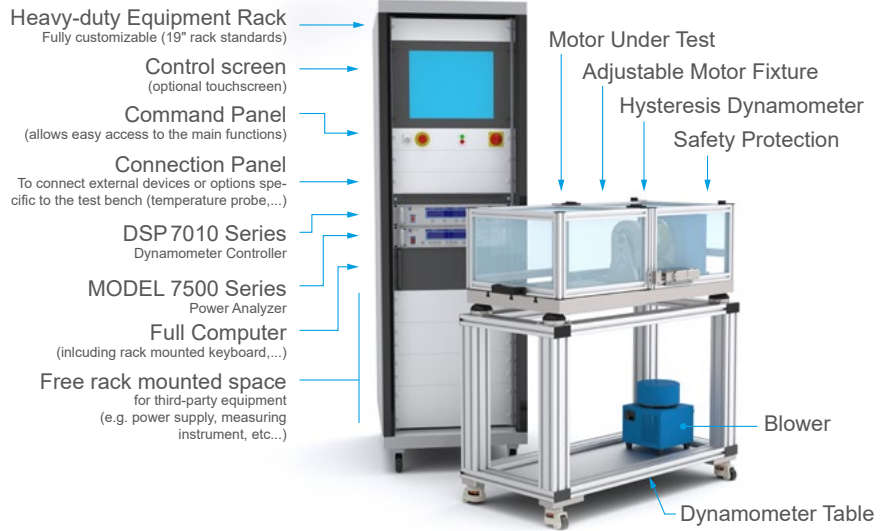 Heavy-duty Equipment Rack
Fully customizable (19" rack standards)
Control screen
(optional touchscreen)
Command Panel
(allows easy access to the main functions)
Connection Panel
To connect external devices or options spe-
cific to the test bench (temperature probe,...)
DSP 7010 Series
Dynamometer Controller
MODEL 7500 Series
Power Analyzer
Full Computer
(inlcuding rack mounted keyboard,...)
Free rack mounted space
for third-party equipment
(e.g. power supply, measuring
instrument, etc...)
Motor Under Test
Adjustable Motor Fixture
Hysteresis Dynamometer
Safety Protection
Blower
Dynamometer Table